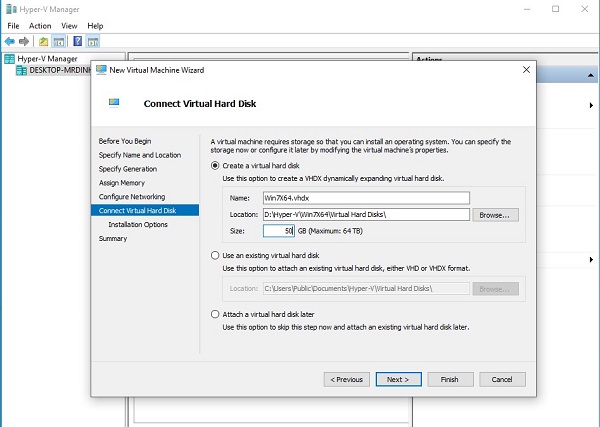 Hyper-V Manager
File Action View Help
Hyper-V Manager
Actions
New Virtual Machine Wizard
Connect Virtual Hard Disk
Before You Begin
Specify Name and Location
Specify Generation
Assign Memory
Configure Networking
Connect Virtual Hard Disk
Installation Options
Summary
A virtual machine requires storage so that you can install an operating system. You can specify the
storage now or configure it later by modifying the virtual machine's properties.
Create a virtual hard disk
Use this option to create a VHDX dynamically expanding virtual hard disk.
Name: Win7X64.vhdx
Location: D:\Hyper-V\Win7X64\Virtual Hard Disks\ Browse...
Size: 50 GB (Maximum: 64 TB)
Use an existing virtual hard disk
Use this option to attach an existing virtual hard disk, either VHD or VHDX format.
Location: C:\Users\Public\Documents\Hyper-V\Virtual Hard Disks\ Browse...
Attach a virtual hard disk later
Use this option to skip this step now and attach an existing virtual hard disk later.
< Previous Next > Finish Cancel